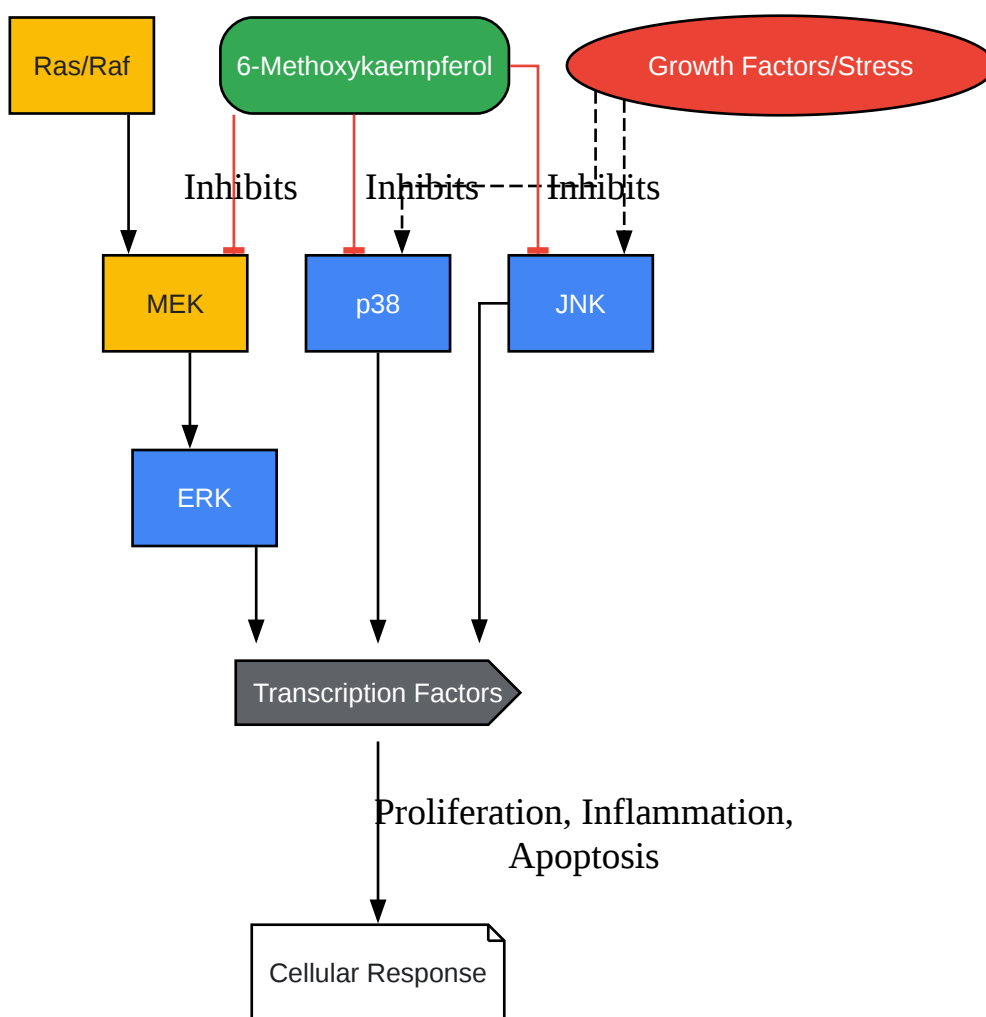 Ras/Raf
6-Methoxykaempferol
Growth Factors/Stress
Inhibits
Inhibits
Inhibits
MEK
p38
JNK
ERK
Transcription Factors
Proliferation, Inflammation,
Apoptosis
Cellular Response